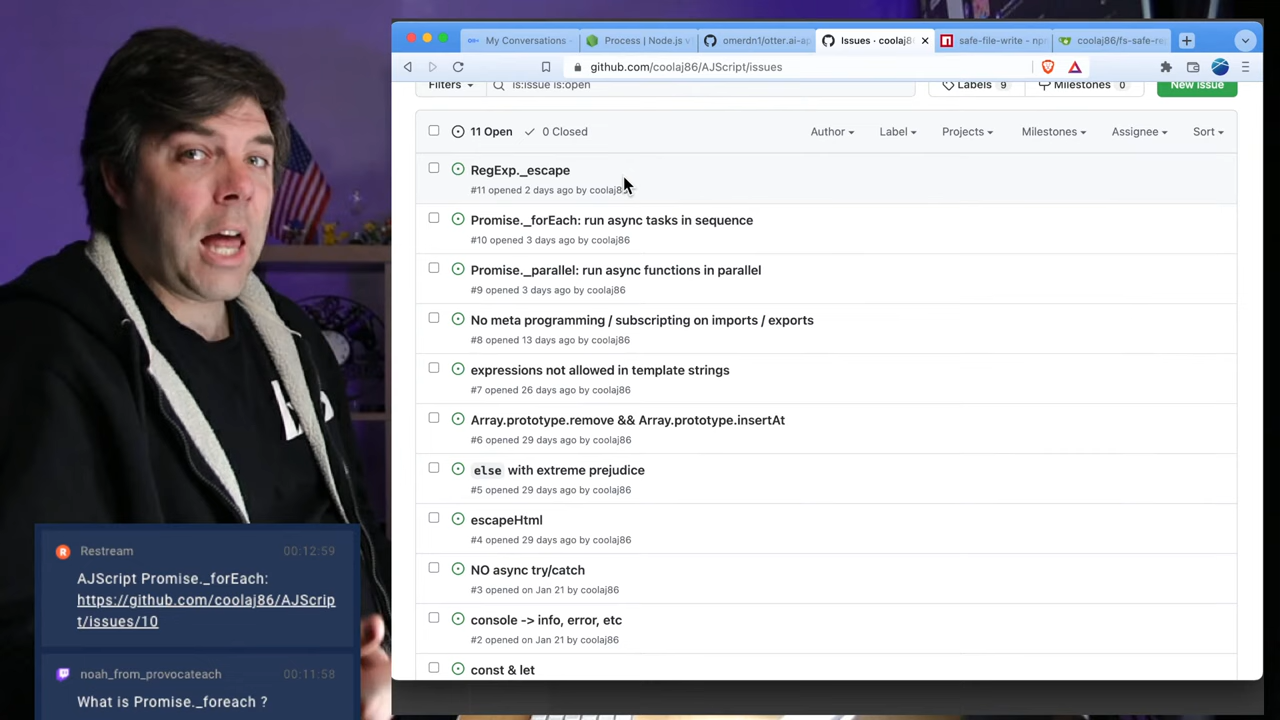 My Conversations -
Process | Node.js v
omerdn1/otter.ai-ap
Issues · coolaj8
safe-file-write - npm
coolaj86/fs-safe-re
github.com/coolaj86/AJScript/issues
Filters
is:issue is:open
Labels 9
Milestones 0
New issue
11 Open
0 Closed
Author
Label
Projects
Milestones
Assignee
Sort
RegExp._escape
#11 opened 2 days ago by coolaj86
Promise._forEach: run async tasks in sequence
#10 opened 3 days ago by coolaj86
Promise._parallel: run async functions in parallel
#9 opened 3 days ago by coolaj86
No meta programming / subscripting on imports / exports
#8 opened 13 days ago by coolaj86
expressions not allowed in template strings
#7 opened 26 days ago by coolaj86
Array.prototype.remove && Array.prototype.insertAt
#6 opened 29 days ago by coolaj86
else with extreme prejudice
#5 opened 29 days ago by coolaj86
escapeHtml
#4 opened 29 days ago by coolaj86
NO async try/catch
#3 opened on Jan 21 by coolaj86
console -> info, error, etc
#2 opened on Jan 21 by coolaj86
const & let
Restream 00:12:59
AJScript Promise._forEach:
https://github.com/coolaj86/AJScrip
t/issues/10
noah_from_provocateach 00:11:58
What is Promise._foreach ?